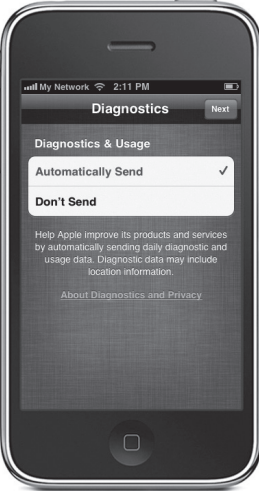 My Network 2:11 PM
Diagnostics Next
Diagnostics & Usage
Automatically Send
Don't Send
Help Apple improve its products and services
by automatically sending daily diagnostic and
usage data. Diagnostic data may include
location information.
About Diagnostics and Privacy